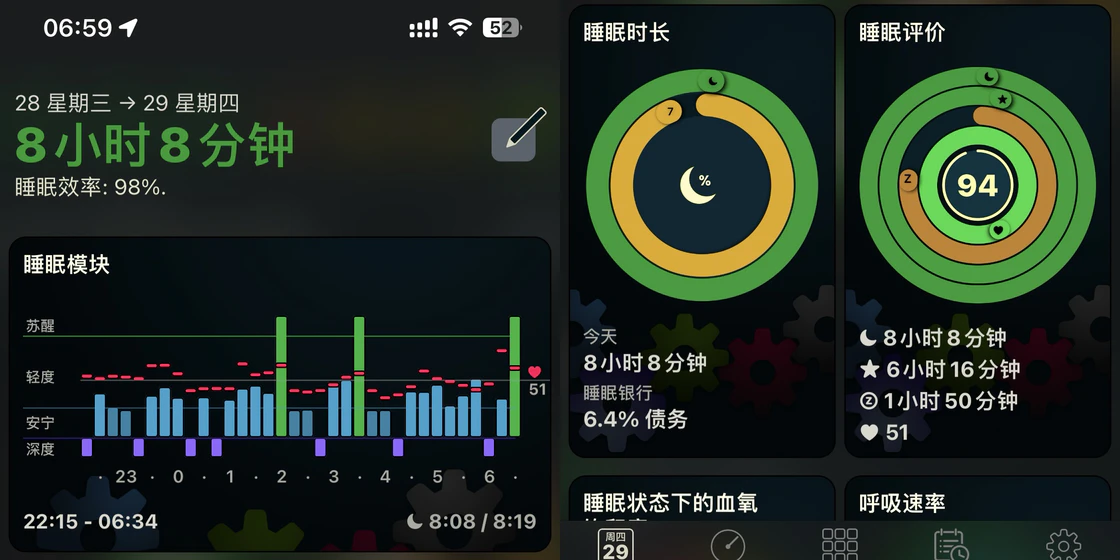 06:59
52
28 星期三 → 29 星期四
8小时8分钟
睡眠效率: 98%.
睡眠模块
苏醒
轻度
安宁
深度
51
· 23 · 0 · 1 · 2 · 3 · 4 · 5 · 6 ·
22:15 - 06:34
8:08 / 8:19
睡眠时长
7
%
今天
8小时8分钟
睡眠银行
6.4% 债务
睡眠评价
Z
94
8小时8分钟
6小时16分钟
Z 1小时50分钟
51
睡眠状态下的血氧
呼吸速率
周四
29